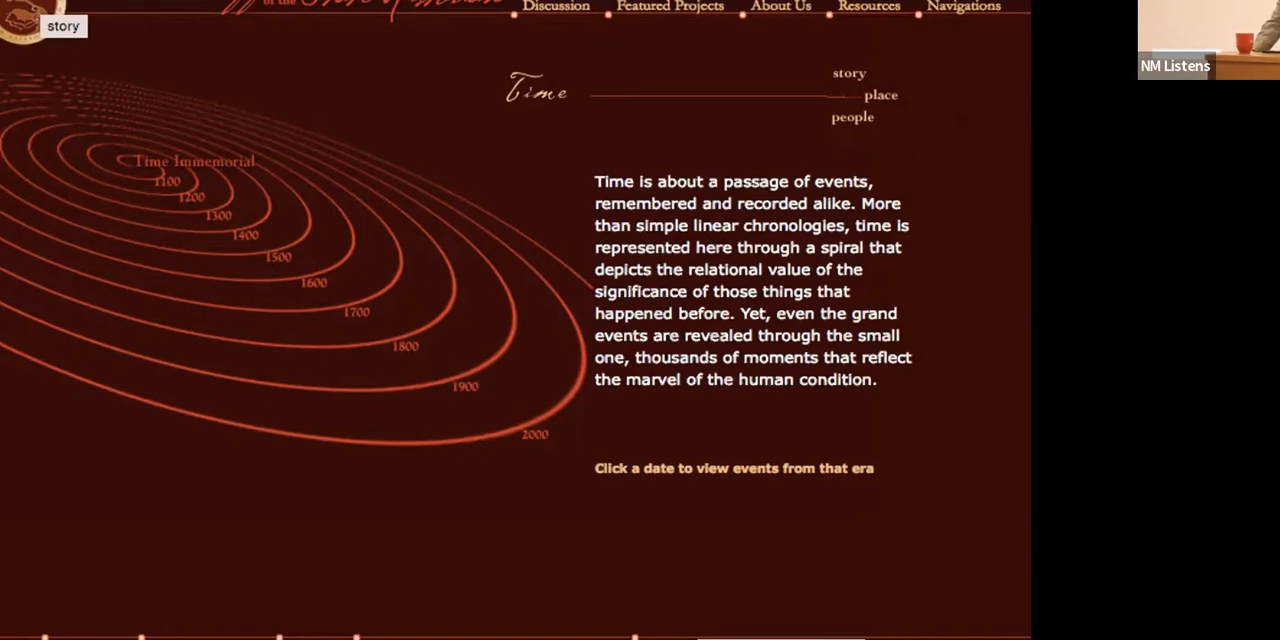 of the
Discussion
Featured Projects
About Us
Resources
Navigations
story
NM Listens
Time
story
place
people
Time Immemorial
1100
1200
1300
1400
1500
1600
1700
1800
1900
2000
Time is about a passage of events,
remembered and recorded alike. More
than simple linear chronologies, time is
represented here through a spiral that
depicts the relational value of the
significance of those things that
happened before. Yet, even the grand
events are revealed through the small
one, thousands of moments that reflect
the marvel of the human condition.
Click a date to view events from that era